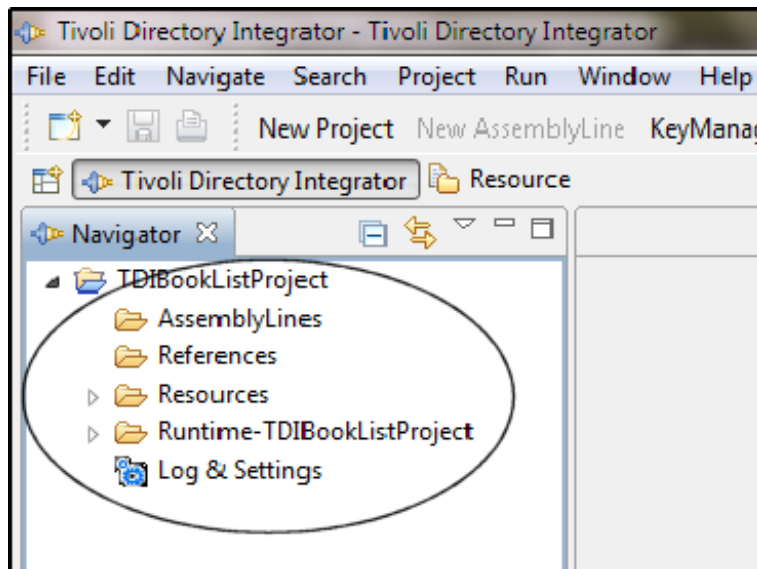 Tivoli Directory Integrator - Tivoli Directory Integrator
File Edit Navigate Search Project Run Window Help
New Project New AssemblyLine
Tivoli Directory Integrator Resource
Navigator
TDIBookListProject
AssemblyLines
References
Resources
Runtime-TDIBookListProject
Log & Settings